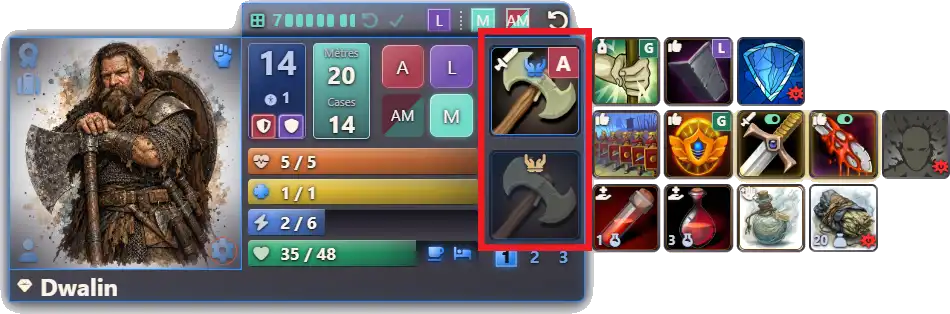 7 L M AM
14 Mètres A L A G L
20
1 Cases AM M
14
5 / 5 G
1 / 1
2 / 6
35 / 48 1 2 3 1 3 20
Dwalin